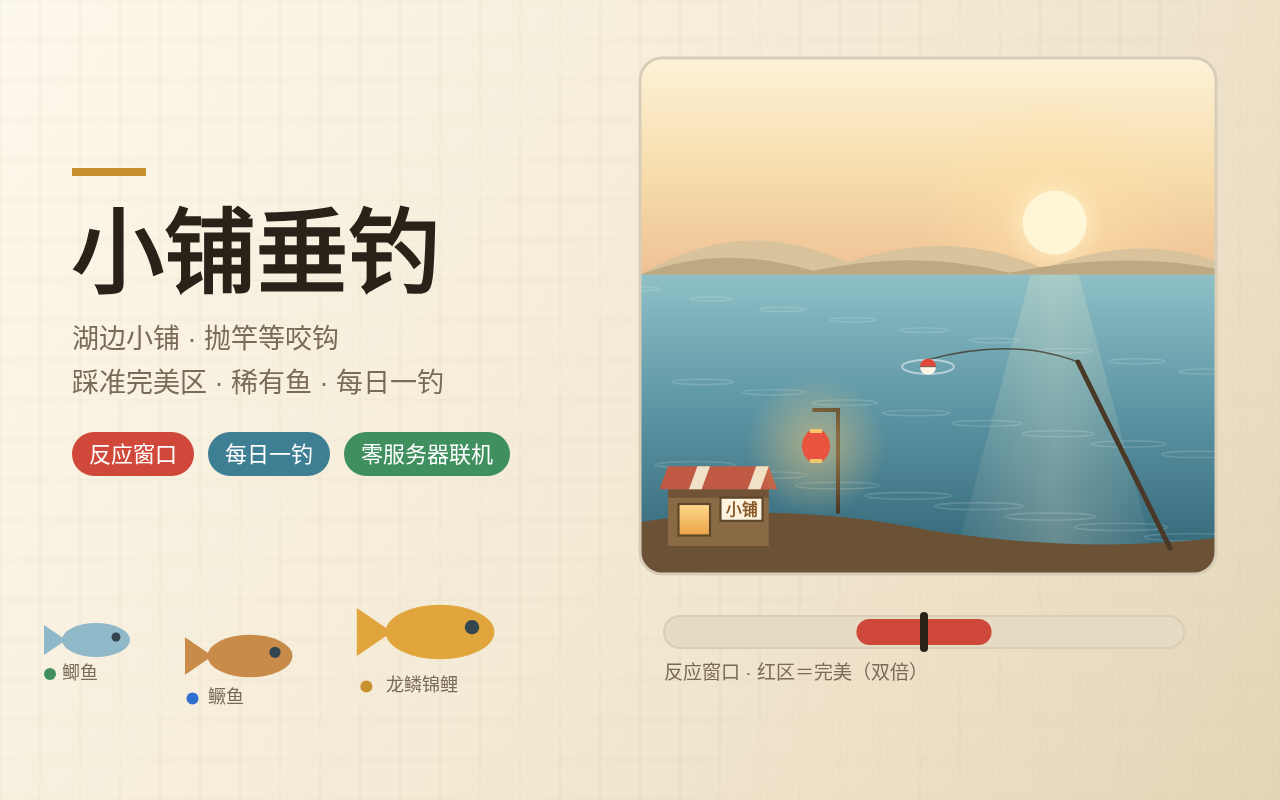 小铺垂钓
湖边小铺 · 抛竿等咬钩
踩准完美区 · 稀有鱼 · 每日一钓
反应窗口
每日一钓
零服务器联机
小铺
鲫鱼
鳜鱼
龙鳞锦鲤
反应窗口 · 红区＝完美（双倍）